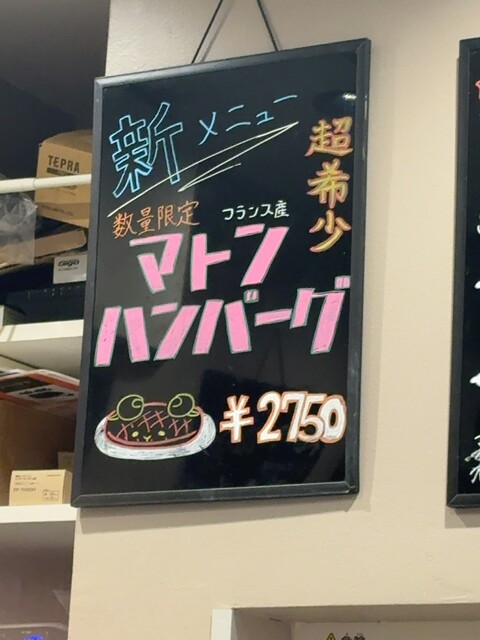 新メニュー
超希少
数量限定 フランス産
マトン
ハンバーグ
¥2750
TEPRA